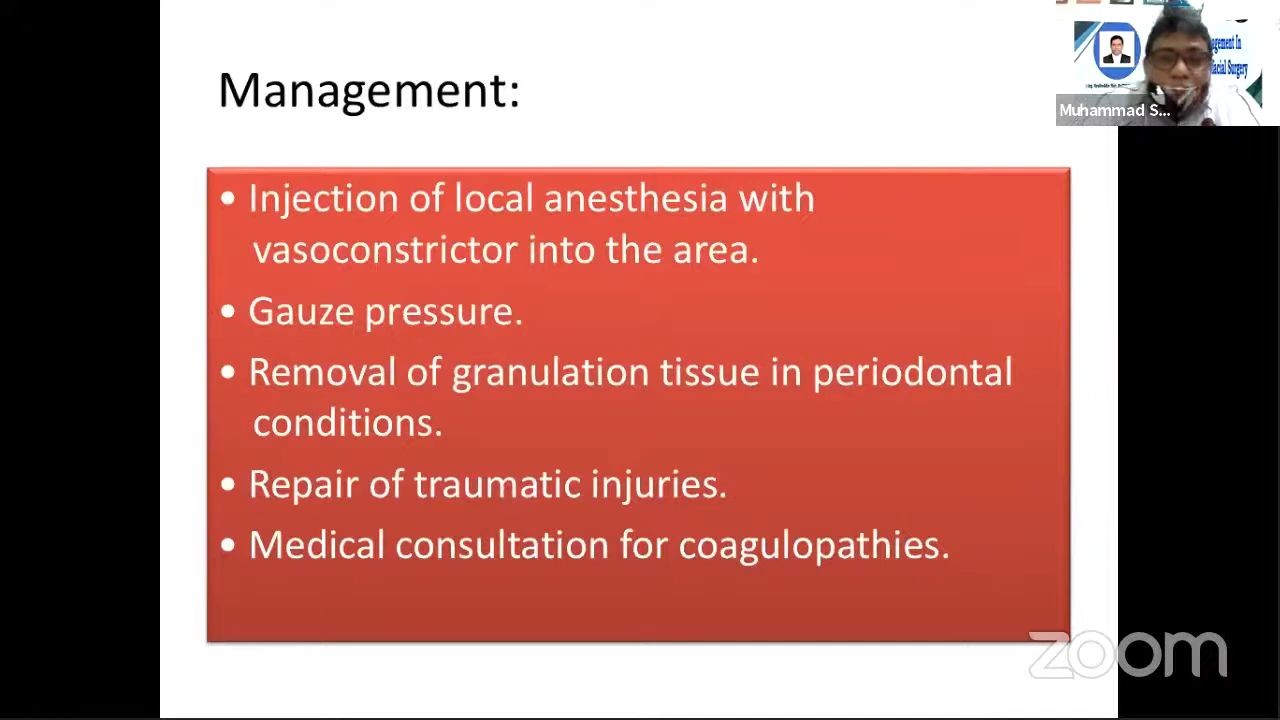 Management:
• Injection of local anesthesia with
vasoconstrictor into the area.
• Gauze pressure.
• Removal of granulation tissue in periodontal
conditions.
• Repair of traumatic injuries.
• Medical consultation for coagulopathies.
Muhammad S...
zoom